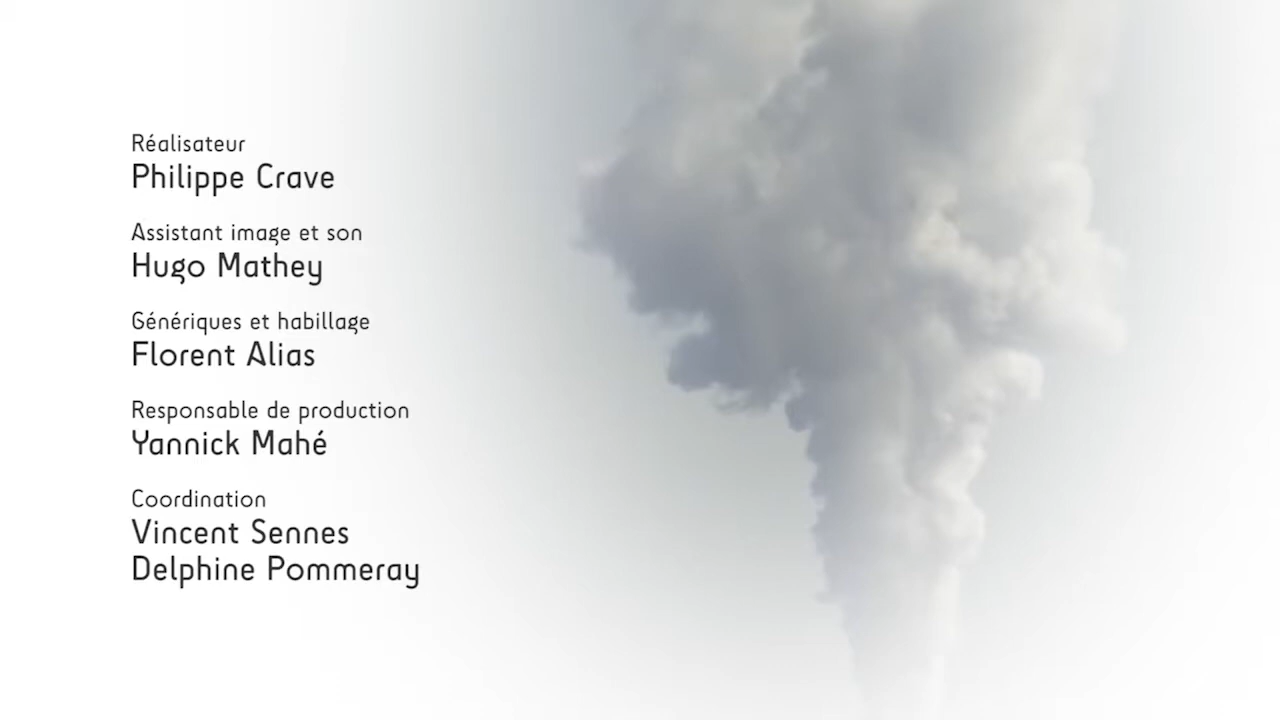 Réalisateur
Philippe Crave
Assistant image et son
Hugo Mathey
Génériques et habillage
Florent Alias
Responsable de production
Yannick Mahé
Coordination
Vincent Sennes
Delphine Pommeray